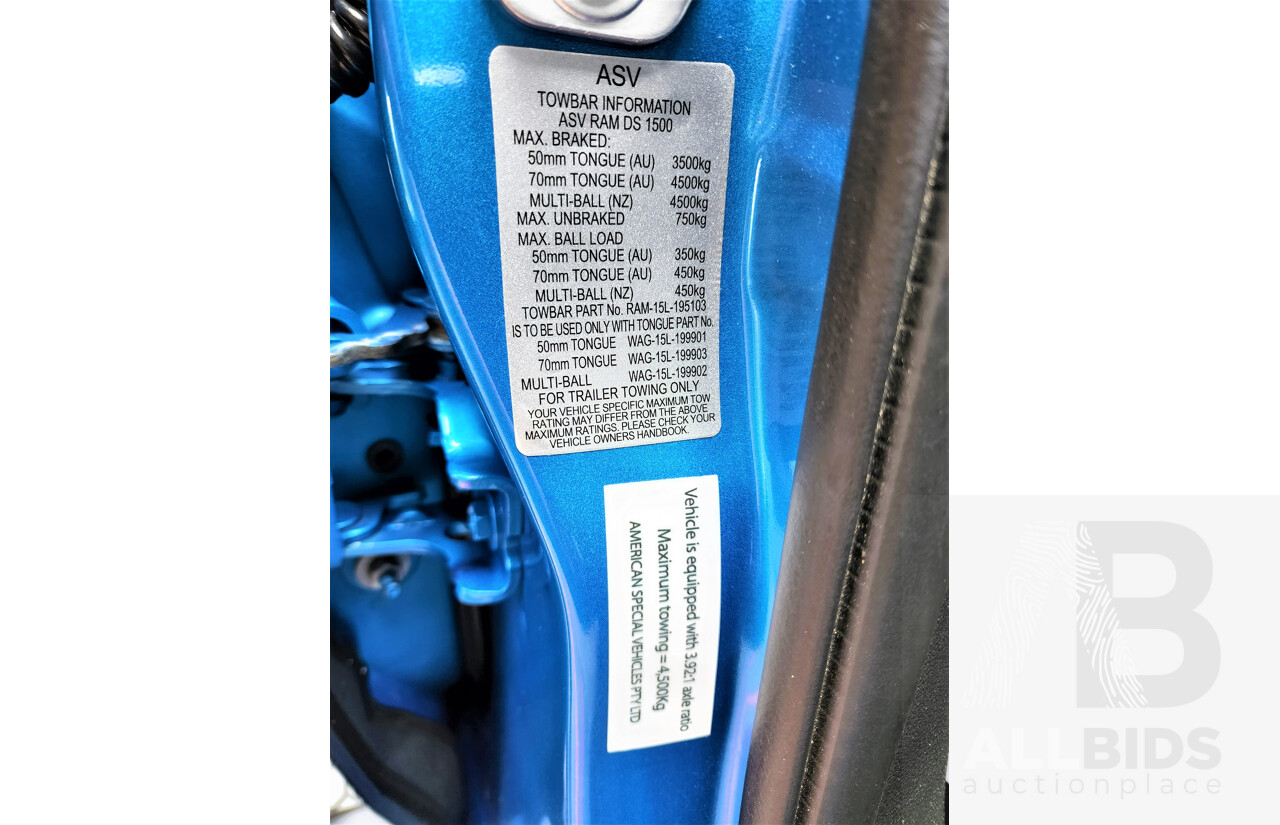 ASV
TOWBAR INFORMATION
ASV RAM DS 1500
MAX. BRAKED:
50mm TONGUE (AU) 3500kg
70mm TONGUE (AU) 4500kg
MULTI-BALL (NZ) 4500kg
MAX. UNBRAKED 750kg
MAX. BALL LOAD
50mm TONGUE (AU) 350kg
70mm TONGUE (AU) 450kg
MULTI-BALL (NZ) 450kg
TOWBAR PART No. RAM-15L-195103
IS TO BE USED ONLY WITH TONGUE PART No.
50mm TONGUE WAG-15L-199901
70mm TONGUE WAG-15L-199903
MULTI-BALL WAG-15L-199902
FOR TRAILER TOWING ONLY
YOUR VEHICLE SPECIFIC MAXIMUM TOW
RATING MAY DIFFER FROM THE ABOVE
MAXIMUM RATINGS. PLEASE CHECK YOUR
VEHICLE OWNERS HANDBOOK.
Vehicle is equipped with 3.92:1 axle ratio
Maximum towing = 4,500Kg
AMERICAN SPECIAL VEHICLES PTY LTD
AB
ALLBIDS
auctionplace